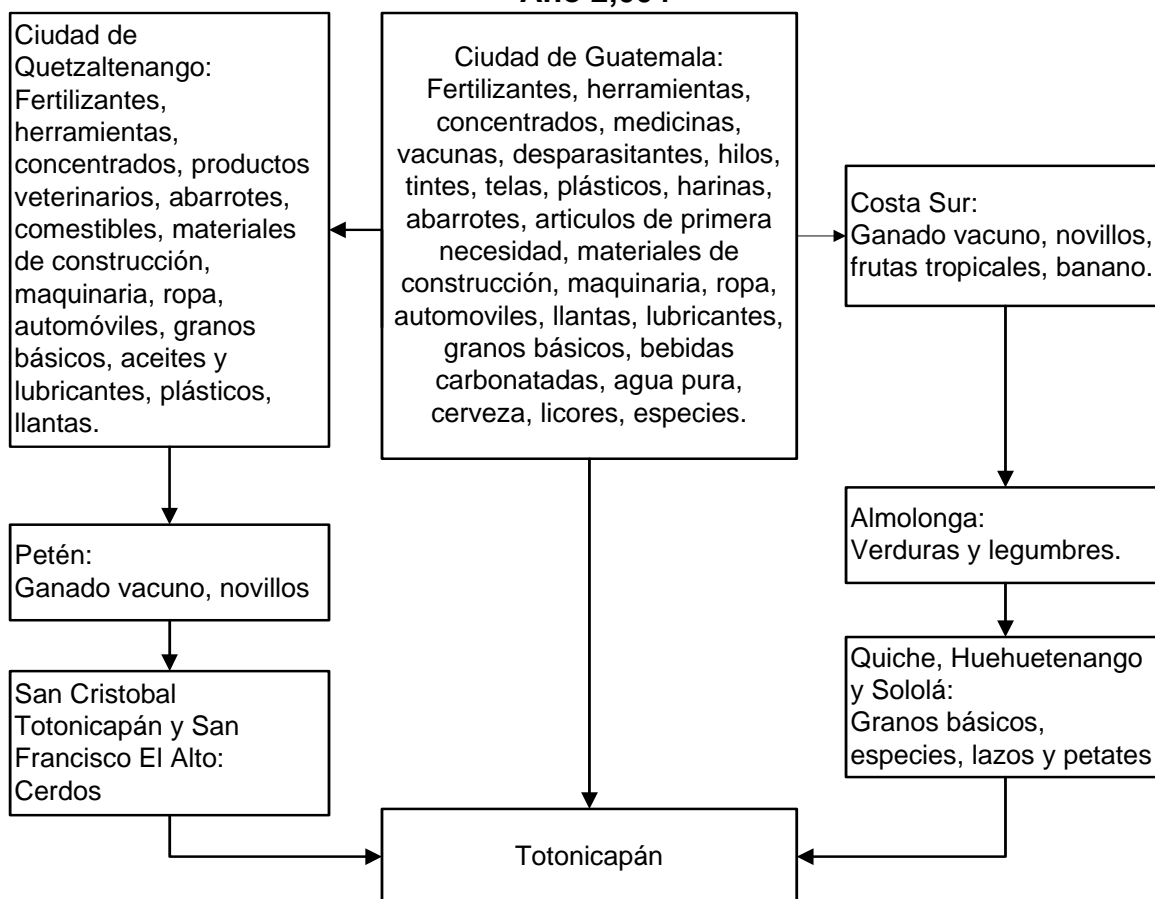 Ciudad de
Quetzaltenango:
Fertilizantes,
herramientas,
concentrados, productos
veterinarios, abarrotes,
comestibles, materiales
de construcción,
maquinaria, ropa,
automóviles, granos
básicos, aceites y
lubricantes, plásticos,
llantas.
Ciudad de Guatemala:
Fertilizantes, herramientas,
concentrados, medicinas,
vacunas, desparasitantes, hilos,
tintes, telas, plásticos, harinas,
abarrotes, articulos de primera
necesidad, materiales de
construcción, maquinaria, ropa,
automoviles, llantas, lubricantes,
granos básicos, bebidas
carbonatadas, agua pura,
cerveza, licores, especies.
Costa Sur:
Ganado vacuno, novillos,
frutas tropicales, banano.
Petén:
Ganado vacuno, novillos
Almolonga:
Verduras y legumbres.
San Cristobal
Totonicapán y San
Francisco El Alto:
Cerdos
Quiche, Huehuetenango
y Sololá:
Granos básicos,
especies, lazos y petates
Totonicapán